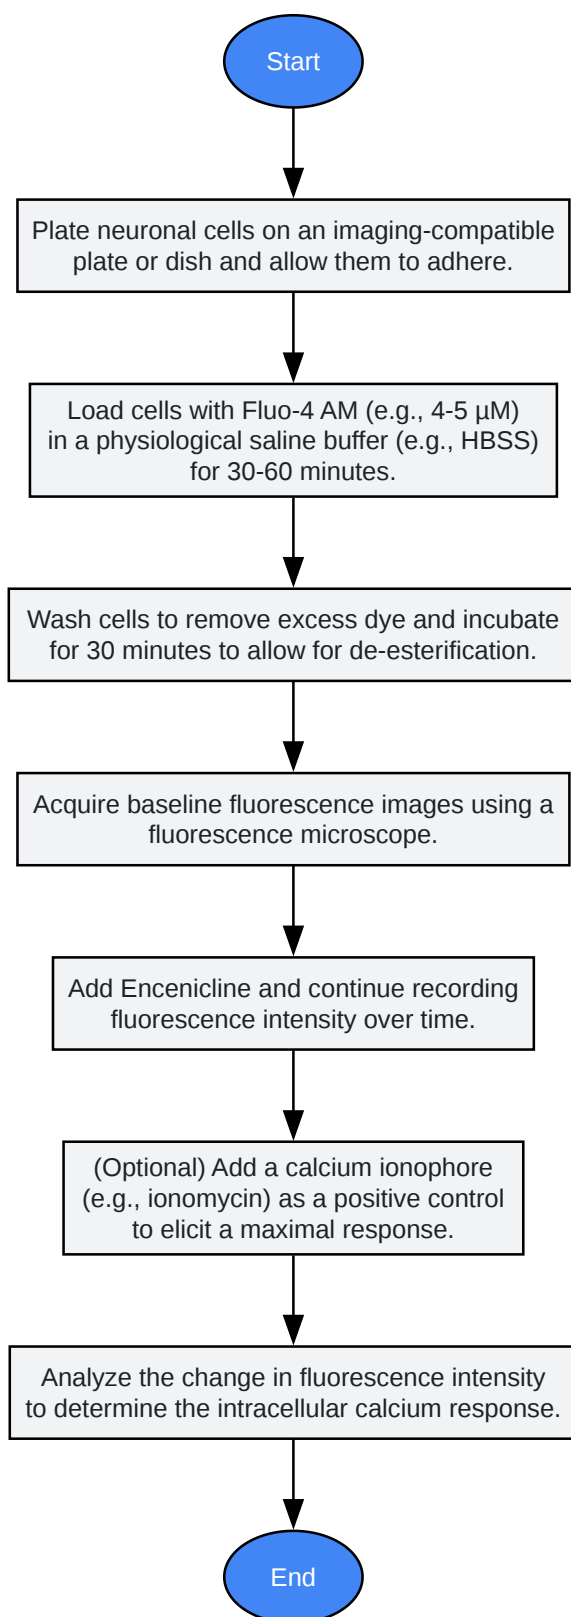 Start
Plate neuronal cells on an imaging-compatible
plate or dish and allow them to adhere.
Load cells with Fluo-4 AM (e.g., 4-5 µM)
in a physiological saline buffer (e.g., HBSS)
for 30-60 minutes.
Wash cells to remove excess dye and incubate
for 30 minutes to allow for de-esterification.
Acquire baseline fluorescence images using a
fluorescence microscope.
Add Encenicline and continue recording
fluorescence intensity over time.
(Optional) Add a calcium ionophore
(e.g., ionomycin) as a positive control
to elicit a maximal response.
Analyze the change in fluorescence intensity
to determine the intracellular calcium response.
End